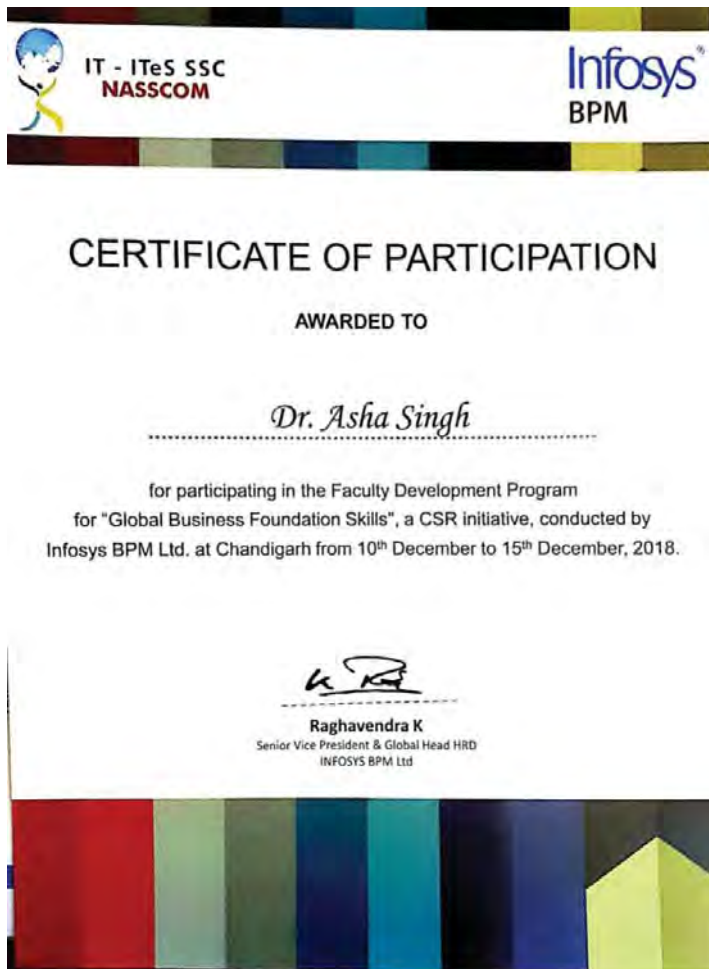 IT - ITeS SSC
NASSCOM
Infosys®
BPM
CERTIFICATE OF PARTICIPATION
AWARDED TO
Dr. Asha Singh
for participating in the Faculty Development Program
for "Global Business Foundation Skills", a CSR initiative, conducted by
Infosys BPM Ltd. at Chandigarh from 10th December to 15th December, 2018.
K Rai
Raghavendra K
Senior Vice President & Global Head HRD
INFOSYS BPM Ltd